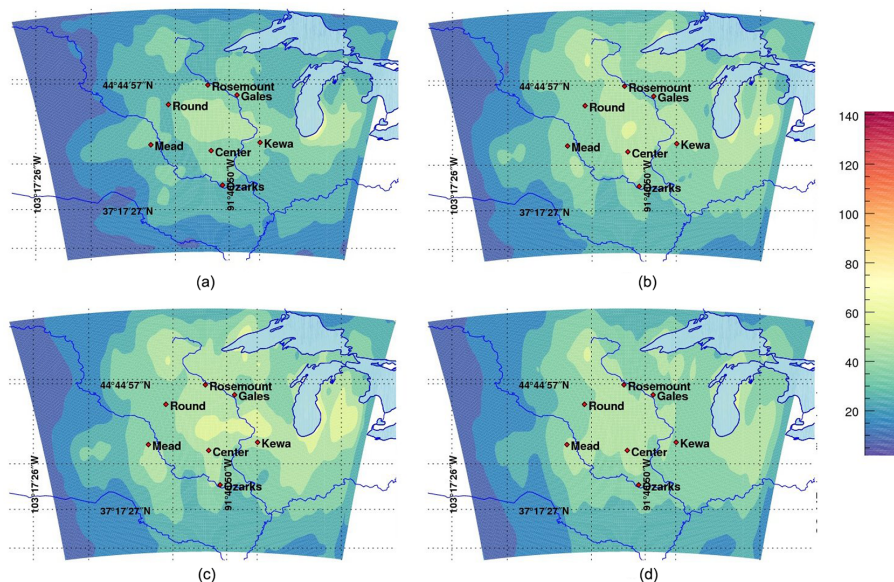 44°44'57"N
Rosemount
Gales
Round
Mead
Center
Kewa
Ozarks
103°17'26"W
91°40'50"W
37°17'27"N
(a)
44°44'57"N
Rosemount
Gales
Round
Mead
Center
Kewa
Ozarks
103°17'26"W
91°40'50"W
37°17'27"N
(b)
140
120
100
80
60
40
20
44°44'57"N
Rosemount
Gales
Round
Mead
Center
Kewa
Ozarks
103°17'26"W
91°40'50"W
37°17'27"N
(c)
44°44'57"N
Rosemount
Gales
Round
Mead
Center
Kewa
Ozarks
103°17'26"W
91°40'50"W
37°17'27"N
(d)